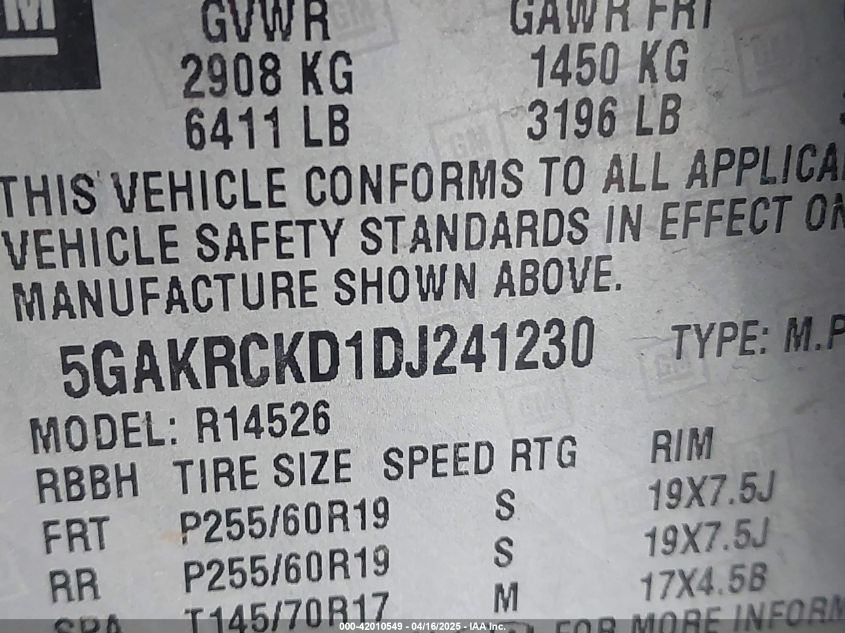 GM
GVWR GAWR FRT
2908 KG 1450 KG
6411 LB 3196 LB
THIS VEHICLE CONFORMS TO ALL
VEHICLE SAFETY STANDARDS IN EFFECT ON
MANUFACTURE SHOWN ABOVE.
5GAKRCKD1DJ241230 TYPE: M.P
MODEL: R14526
RBBH TIRE SIZE SPEED RTG RIM
FRT P255/60R19 S 19X7.5J
RR P255/60R19 S 19X7.5J
SPA T145/70R17 M 17X4.5B
FOR MORE
000-42010549 - 04/16/2025 - IAA Inc.